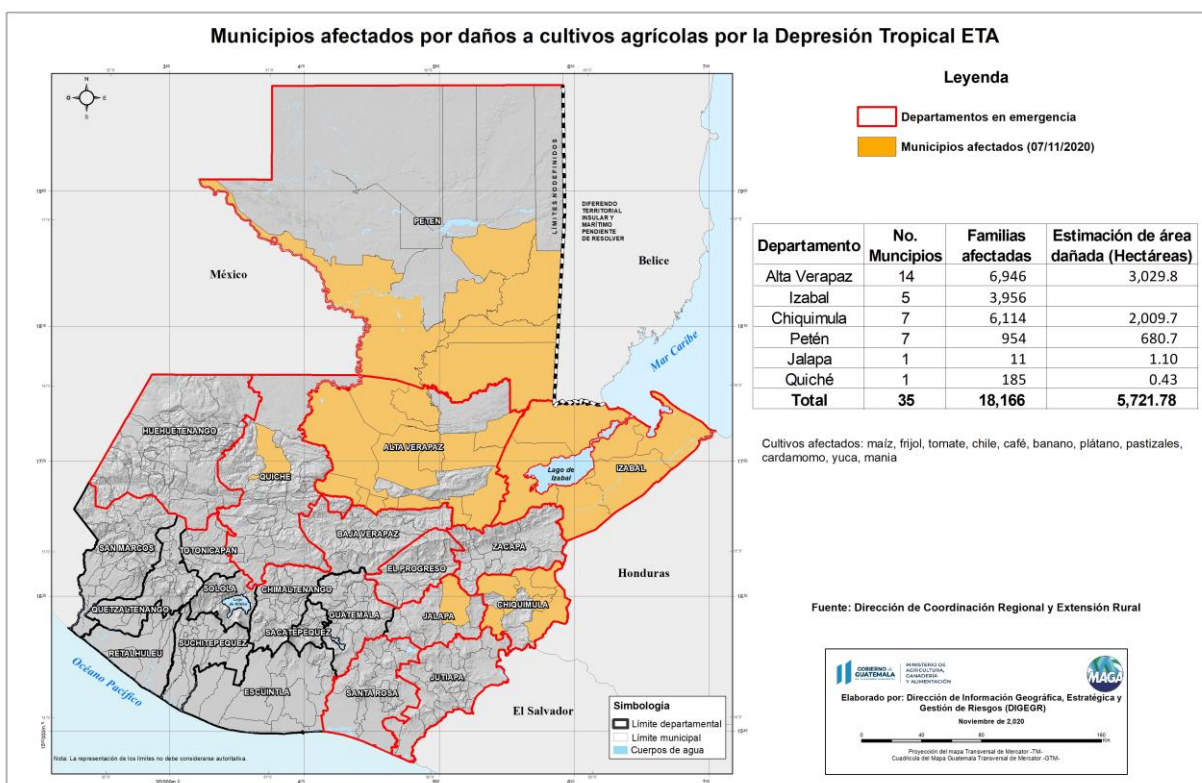 Municipios afectados por daños a cultivos agrícolas por la Depresión Tropical ETA
N
O
E
S
LÍMITES NO DEFINIDOS
DIFERENDO
TERRITORIAL
INSULAR Y
MARÍTIMO
PENDIENTE
DE RESOLVER
PETÉN
México
Belice
Mar Caribe
HUEHUETENANGO
ALTA VERAPAZ
QUICHÉ
Lago de
Izabal
IZABAL
BAJA VERAPAZ
ZACAPA
SAN MARCOS
TOTONICAPAN
EL PROGRESO
Honduras
SOLOLA
CHIMALTENANGO
QUETZALTENANGO
GUATEMALA
JALAPA
CHIQUIMULA
SACATEPEQUEZ
RETALHULEU
SUCHITEPEQUEZ
JUTIAPA
ESCUINTLA
SANTA ROSA
Océano Pacífico
El Salvador
Simbología
Límite departamental
Límite municipal
Cuerpos de agua
Nota: La representación de los límites no debe considerarse autoritativa.
Leyenda
Departamentos en emergencia
Municipios afectados (07/11/2020)
Departamento No. Muncipios Familias afectadas Estimación de área dañada (Hectáreas)
Alta Verapaz 14 6,946 3,029.8
Izabal 5 3,956
Chiquimula 7 6,114 2,009.7
Petén 7 954 680.7
Jalapa 1 11 1.10
Quiché 1 185 0.43
Total 35 18,166 5,721.78
Cultivos afectados: maíz, frijol, tomate, chile, café, banano, plátano, pastizales,
cardamomo, yuca, mania
Fuente: Dirección de Coordinación Regional y Extensión Rural
GOBIERNO de
GUATEMALA
MINISTERIO DE
AGRICULTURA,
GANADERÍA
Y ALIMENTACIÓN
MAGA
Elaborado por: Dirección de Información Geográfica, Estratégica y
Gestión de Riesgos (DIGEGR)
Noviembre de 2,020
0 40 80 160
Km
Proyección del mapa Transversal de Mercator -TM-
Cuadrícula del Mapa Guatemala Transversal de Mercator -GTM-